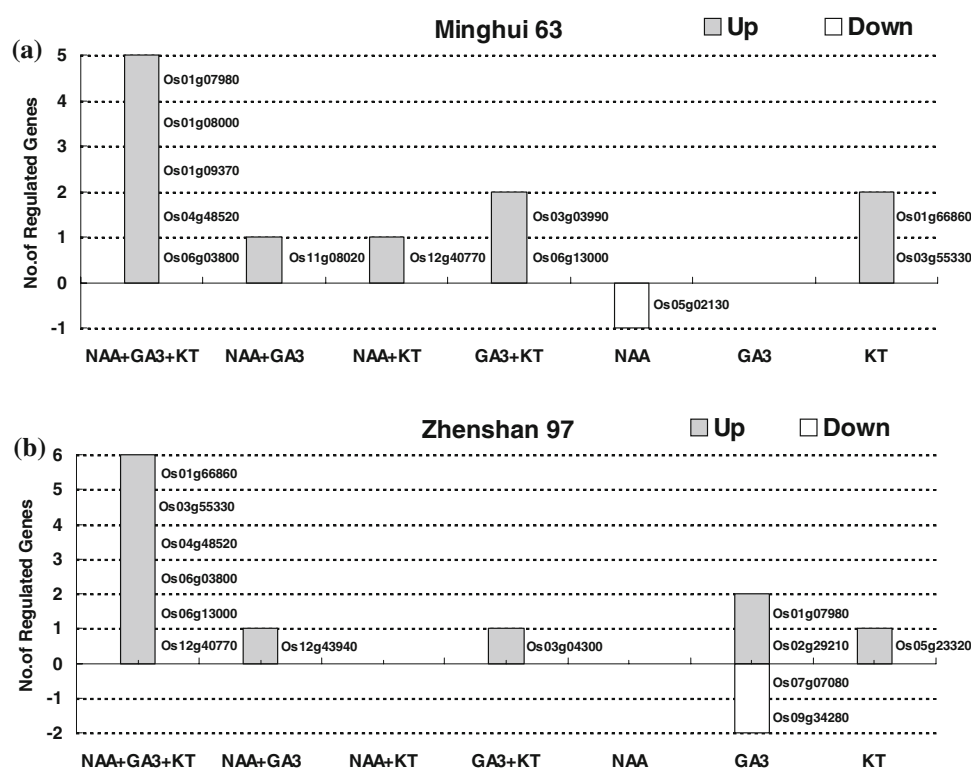 (a)
Minghui 63
Up
Down
No.of Regulated Genes
5
4
3
2
1
0
-1
Os01g07980
Os01g08000
Os01g09370
Os04g48520
Os06g03800
Os11g08020
Os12g40770
Os03g03990
Os06g13000
Os05g02130
Os01g66860
Os03g55330
NAA+GA3+KT
NAA+GA3
NAA+KT
GA3+KT
NAA
GA3
KT
(b)
Zhenshan 97
Up
Down
No.of Regulated Genes
6
5
4
3
2
1
0
-1
-2
Os01g66860
Os03g55330
Os04g48520
Os06g03800
Os06g13000
Os12g40770
Os12g43940
Os03g04300
Os01g07980
Os02g29210
Os07g07080
Os09g34280
Os05g23320
NAA+GA3+KT
NAA+GA3
NAA+KT
GA3+KT
NAA
GA3
KT